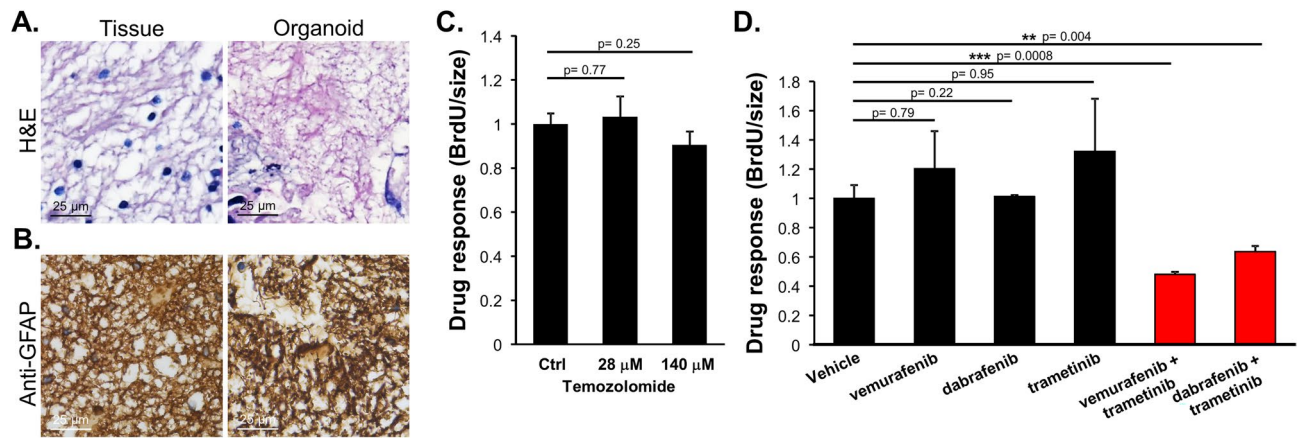 A.
Tissue
Organoid
H&E
25 µm
25 µm
B.
Anti-GFAP
25 µm
25 µm
C.
Drug response (BrdU/size)
1.4
1.2
1
0.8
0.6
0.4
0.2
0
p= 0.25
p= 0.77
Ctrl
28 µM
140 µM
Temozolomide
D.
Drug response (BrdU/size)
1.8
1.6
1.4
1.2
1
0.8
0.6
0.4
0.2
0
** p= 0.004
*** p= 0.0008
p= 0.95
p= 0.22
p= 0.79
Vehicle
vemurafenib
dabrafenib
trametinib
vemurafenib +
trametinib
dabrafenib +
trametinib